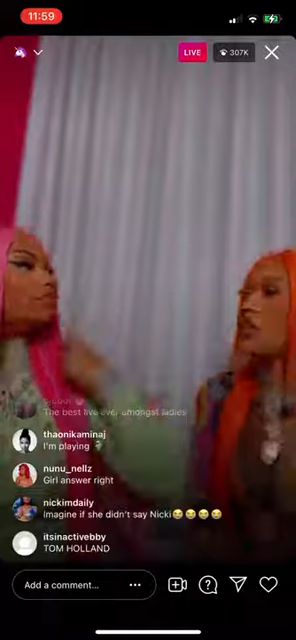 11:59
LIVE
307K
The best live ever amongst ladies
thaonikaminaj
I'm playing
nunu_nellz
Girl answer right
nickimdaily
imagine if she didn't say Nicki😭😭😭😭
itsinactivebby
TOM HOLLAND
Add a comment...